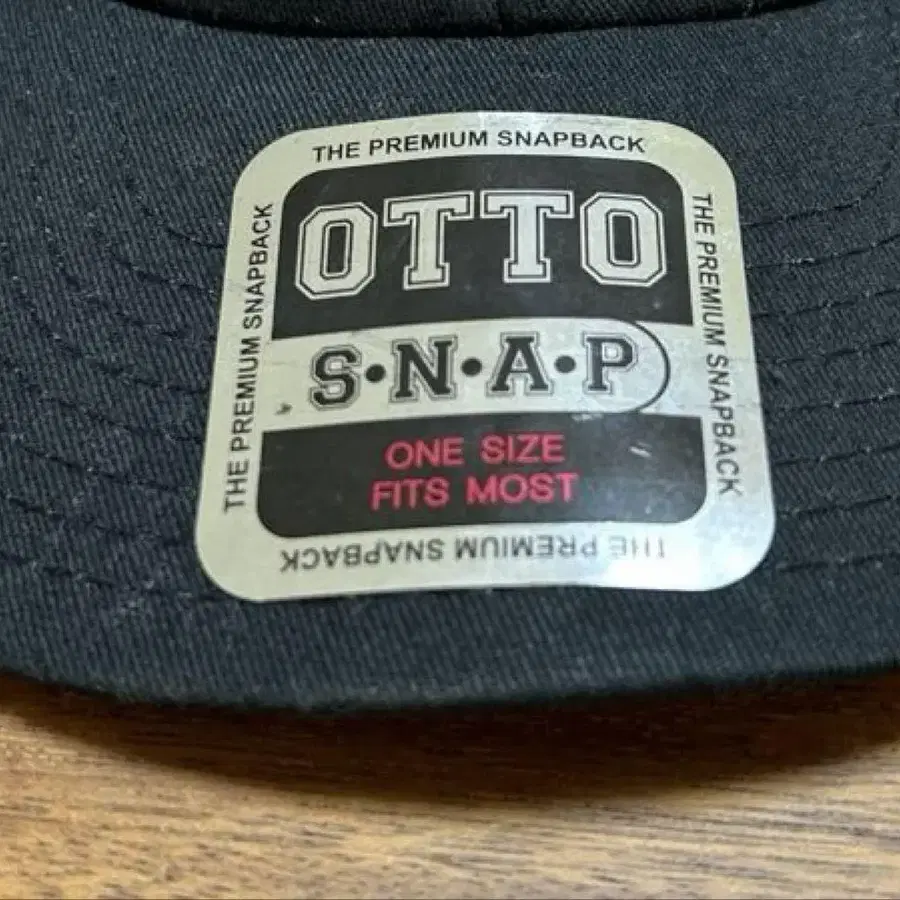 THE PREMIUM SNAPBACK
OTTO
S•N•A•P
ONE SIZE
FITS MOST
THE PREMIUM SNAPBACK
THE PREMIUM SNAPBACK
THE PREMIUM SNAPBACK